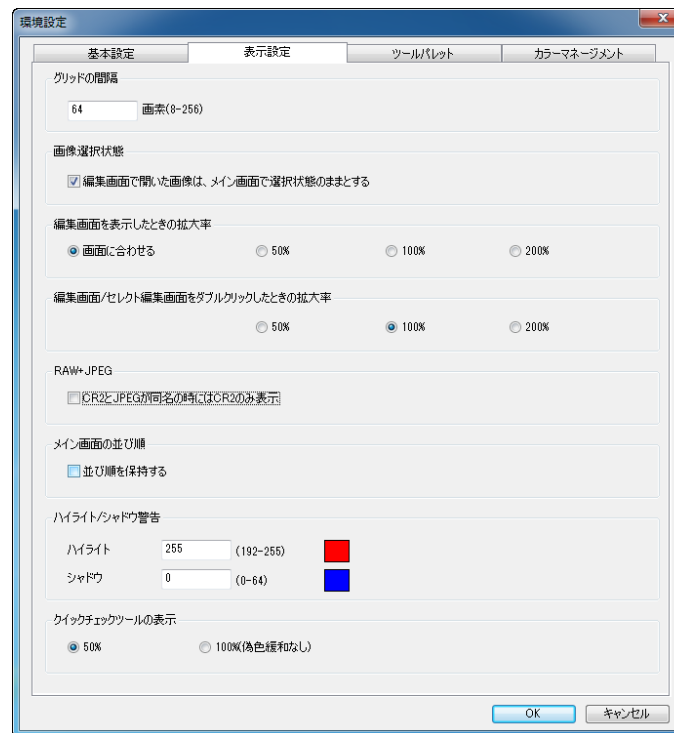 環境設定
基本設定 表示設定 ツールパレット カラーマネージメント
グリッドの間隔
64 画素(8-256)
画像選択状態
編集画面で開いた画像は、メイン画面で選択状態のままとする
編集画面を表示したときの拡大率
画面に合わせる 50% 100% 200%
編集画面/セレクト編集画面をダブルクリックしたときの拡大率
50% 100% 200%
RAW+JPEG
CR2とJPEGが同名の時にはCR2のみ表示
メイン画面の並び順
並び順を保持する
ハイライト/シャドウ警告
ハイライト 255 (192-255)
シャドウ 0 (0-64)
クイックチェックツールの表示
50% 100%(偽色緩和なし)
OK キャンセル